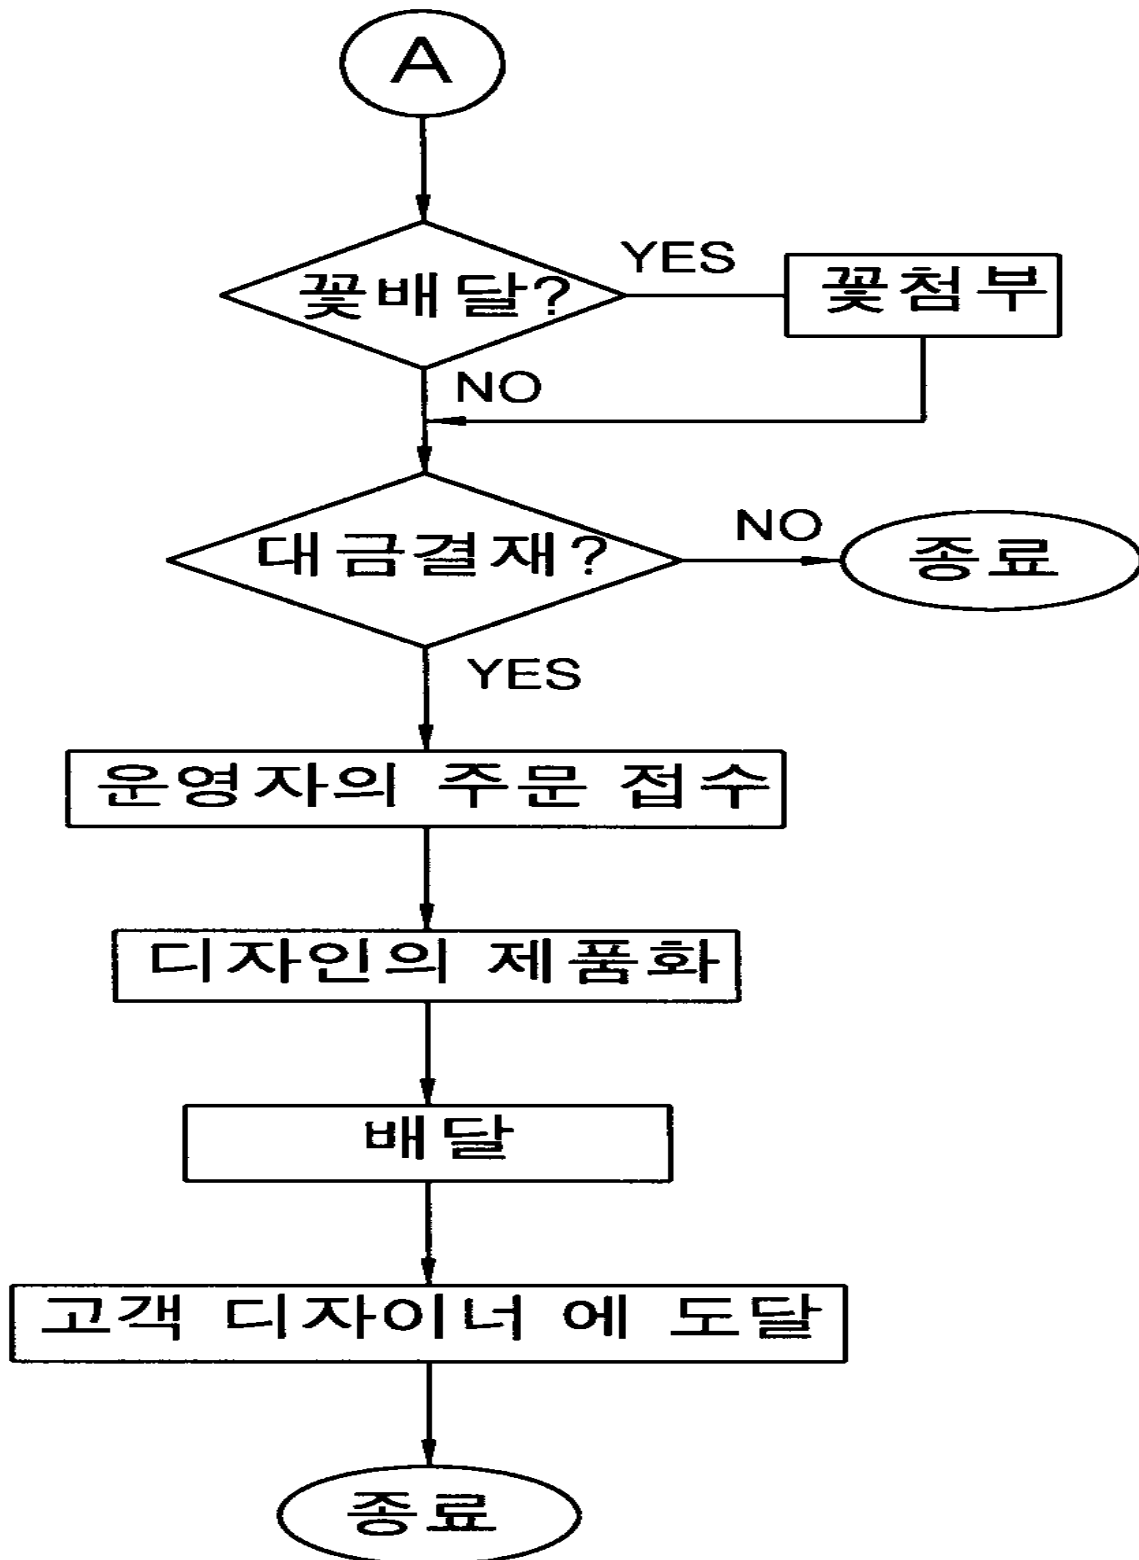 A
꽃배달?
YES
꽃첨부
NO
대금결재?
NO
종료
YES
운영자의 주문 접수
디자인의 제품화
배달
고객 디자이너 에 도달
종료